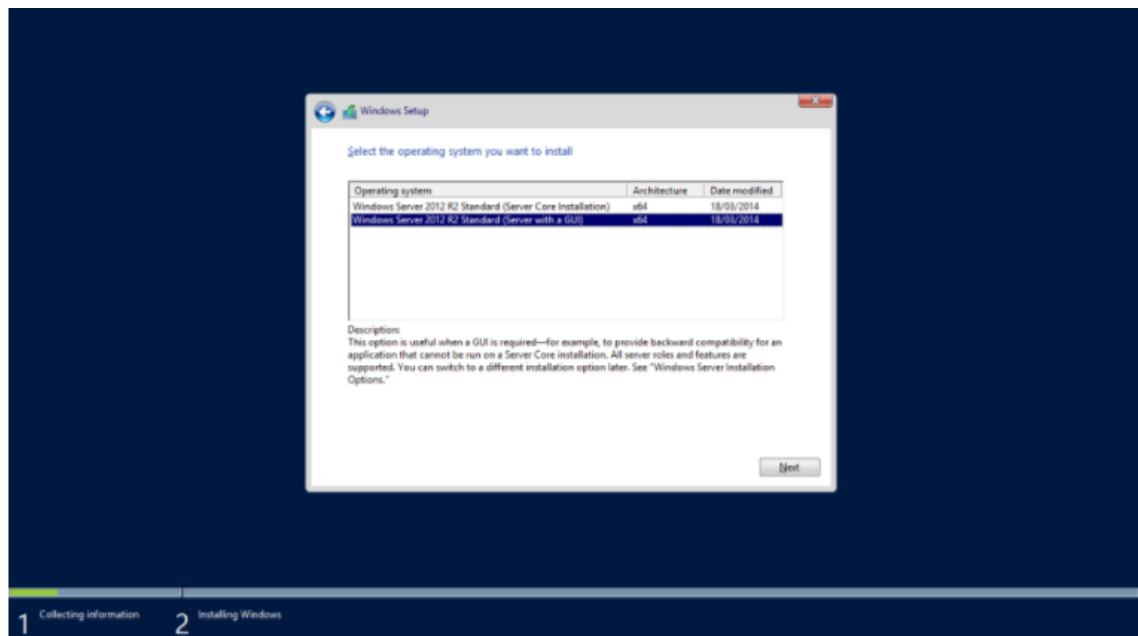 Windows Setup
Select the operating system you want to install
Operating system Architecture Date modified
Windows Server 2012 R2 Standard (Server Core Installation) x64 18/03/2014
Windows Server 2012 R2 Standard (Server with a GUI) x64 18/03/2014
Description:
This option is useful when a GUI is required—for example, to provide backward compatibility for an
application that cannot be run on a Server Core installation. All server roles and features are
supported. You can switch to a different installation option later. See "Windows Server Installation
Options."
Next
1 Collecting information 2 Installing Windows